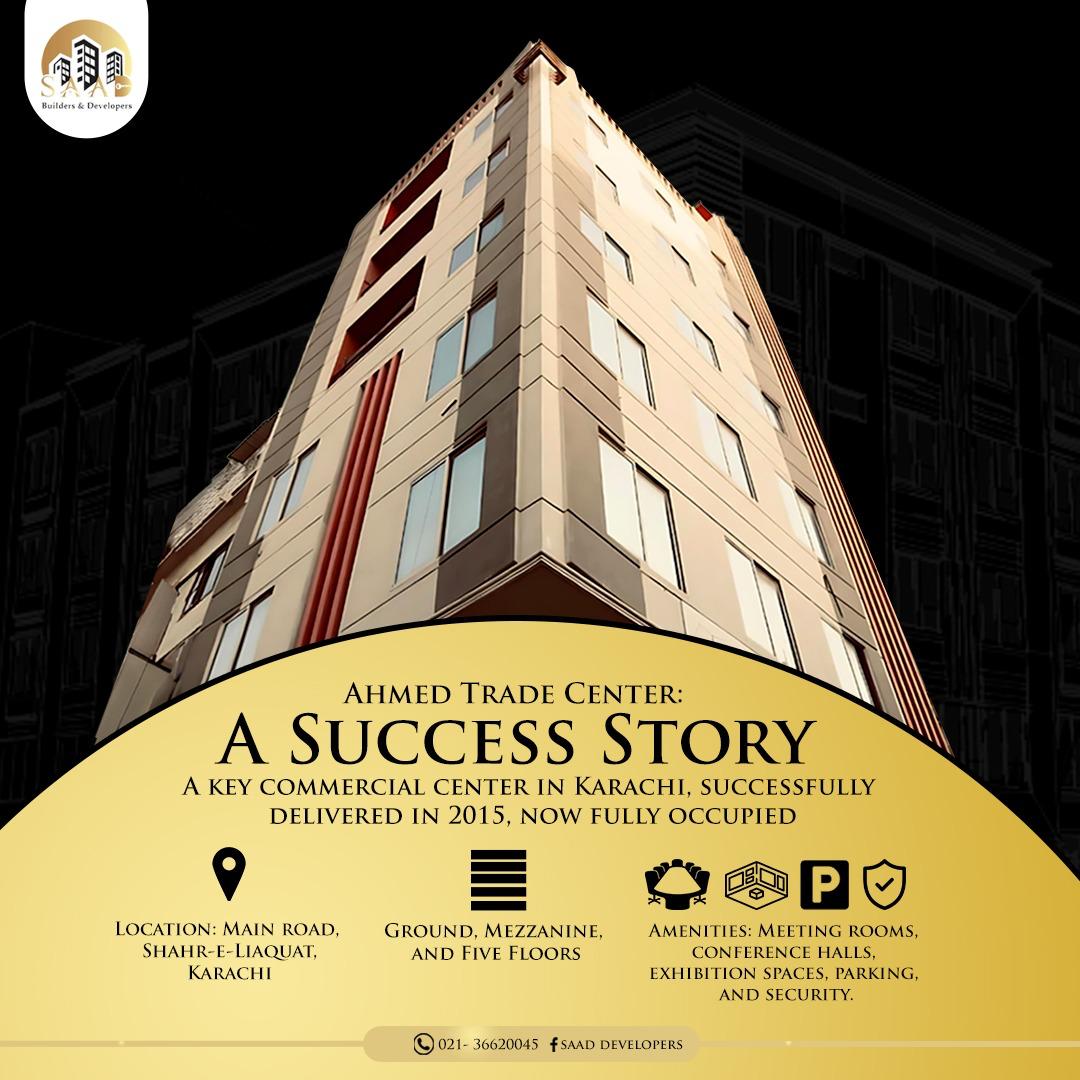 SAAD
Builders & Developers
Ahmed Trade Center:
A Success Story
A key commercial center in Karachi, successfully
delivered in 2015, now fully occupied
Location: Main road,
Shahr-e-Liaquat,
Karachi
Ground, Mezzanine,
and Five Floors
P
Amenities: Meeting rooms,
conference halls,
exhibition spaces, parking,
and security.
021- 36620045 f saad developers